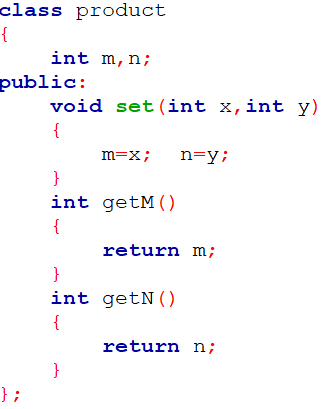 class product
{
    int m,n;
public:
    void set(int x,int y)
    {
        m=x;  n=y;
    }
    int getM()
    {
        return m;
    }
    int getN()
    {
        return n;
    }
};